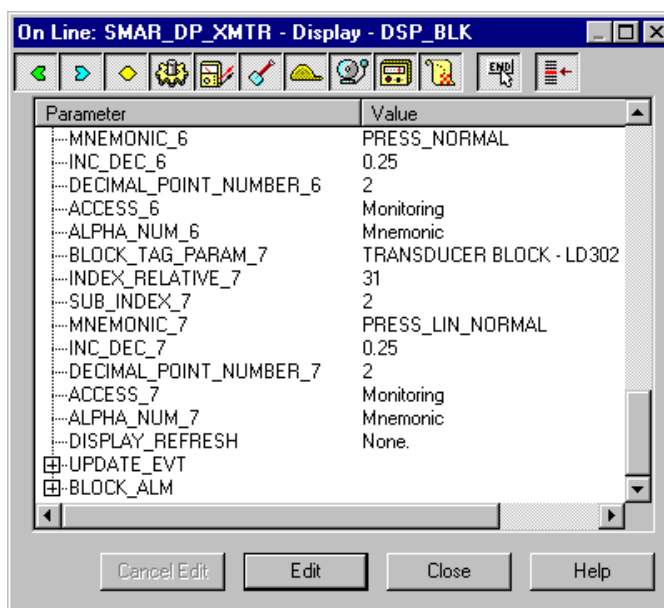 On Line: SMAR_DP_XMTR - Display - DSP_BLK
END
Parameter Value
MNEMONIC_6 PRESS_NORMAL
INC_DEC_6 0.25
DECIMAL_POINT_NUMBER_6 2
ACCESS_6 Monitoring
ALPHA_NUM_6 Mnemonic
BLOCK_TAG_PARAM_7 TRANSDUCER BLOCK - LD302
INDEX_RELATIVE_7 31
SUB_INDEX_7 2
MNEMONIC_7 PRESS_LIN_NORMAL
INC_DEC_7 0.25
DECIMAL_POINT_NUMBER_7 2
ACCESS_7 Monitoring
ALPHA_NUM_7 Mnemonic
DISPLAY_REFRESH None.
UPDATE_EVT
BLOCK_ALM
Cancel Edit Edit Close Help